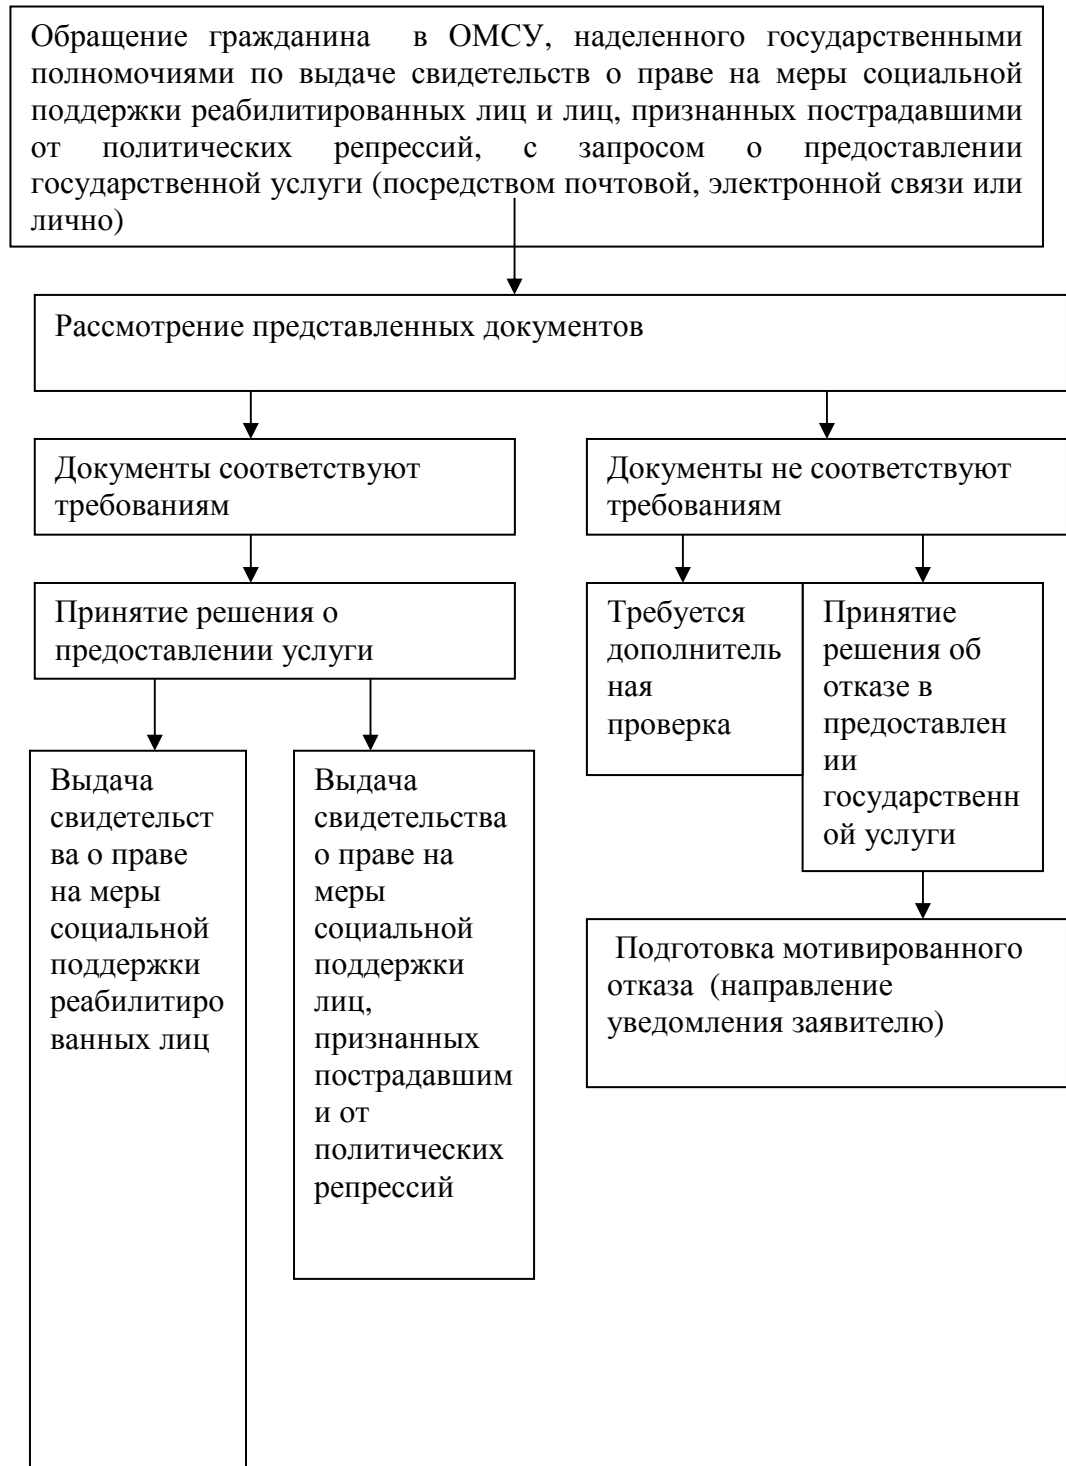 Обращение гражданина в ОМСУ, наделенного государственными
полномочиями по выдаче свидетельств о праве на меры социальной
поддержки реабилитированных лиц и лиц, признанных пострадавшими
от политических репрессий, с запросом о предоставлении
государственной услуги (посредством почтовой, электронной связи или
лично)
Рассмотрение представленных документов
Документы соответствуют
требованиям
Документы не соответствуют
требованиям
Принятие решения о
предоставлении услуги
Требуется
дополнитель
ная
проверка
Принятие
решения об
отказе в
предоставлен
ии
государственн
ой услуги
Выдача
свидетельст
ва о праве
на меры
социальной
поддержки
реабилитиро
ванных лиц
Выдача
свидетельства
о праве на
меры
социальной
поддержки
лиц,
признанных
пострадавшим
и от
политических
репрессий
Подготовка мотивированного
отказа (направление
уведомления заявителю)